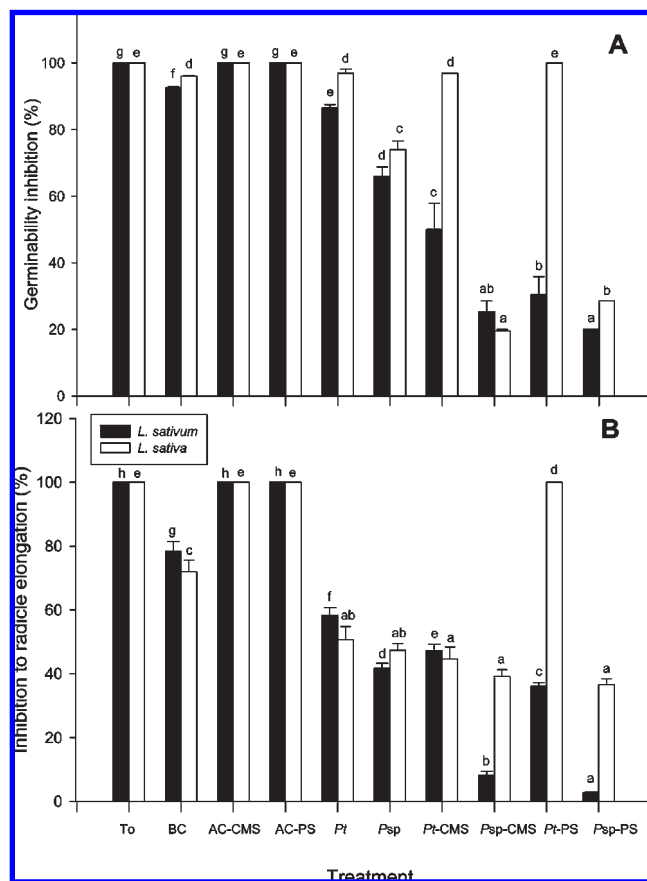 A
Germinability inhibition (%)
100
80
60
40
20
0
g e
f d
g e
g e
e d
d c
c d
ab a
b e
a b
B
L. sativum
L. sativa
Inhibition to radicle elongation (%)
120
100
80
60
40
20
0
h e
g c
h e
h e
f ab
d ab
e a
b a
c d
a a
To BC AC-CMS AC-PS Pt Psp Pt-CMS Psp-CMS Pt-PS Psp-PS
Treatment